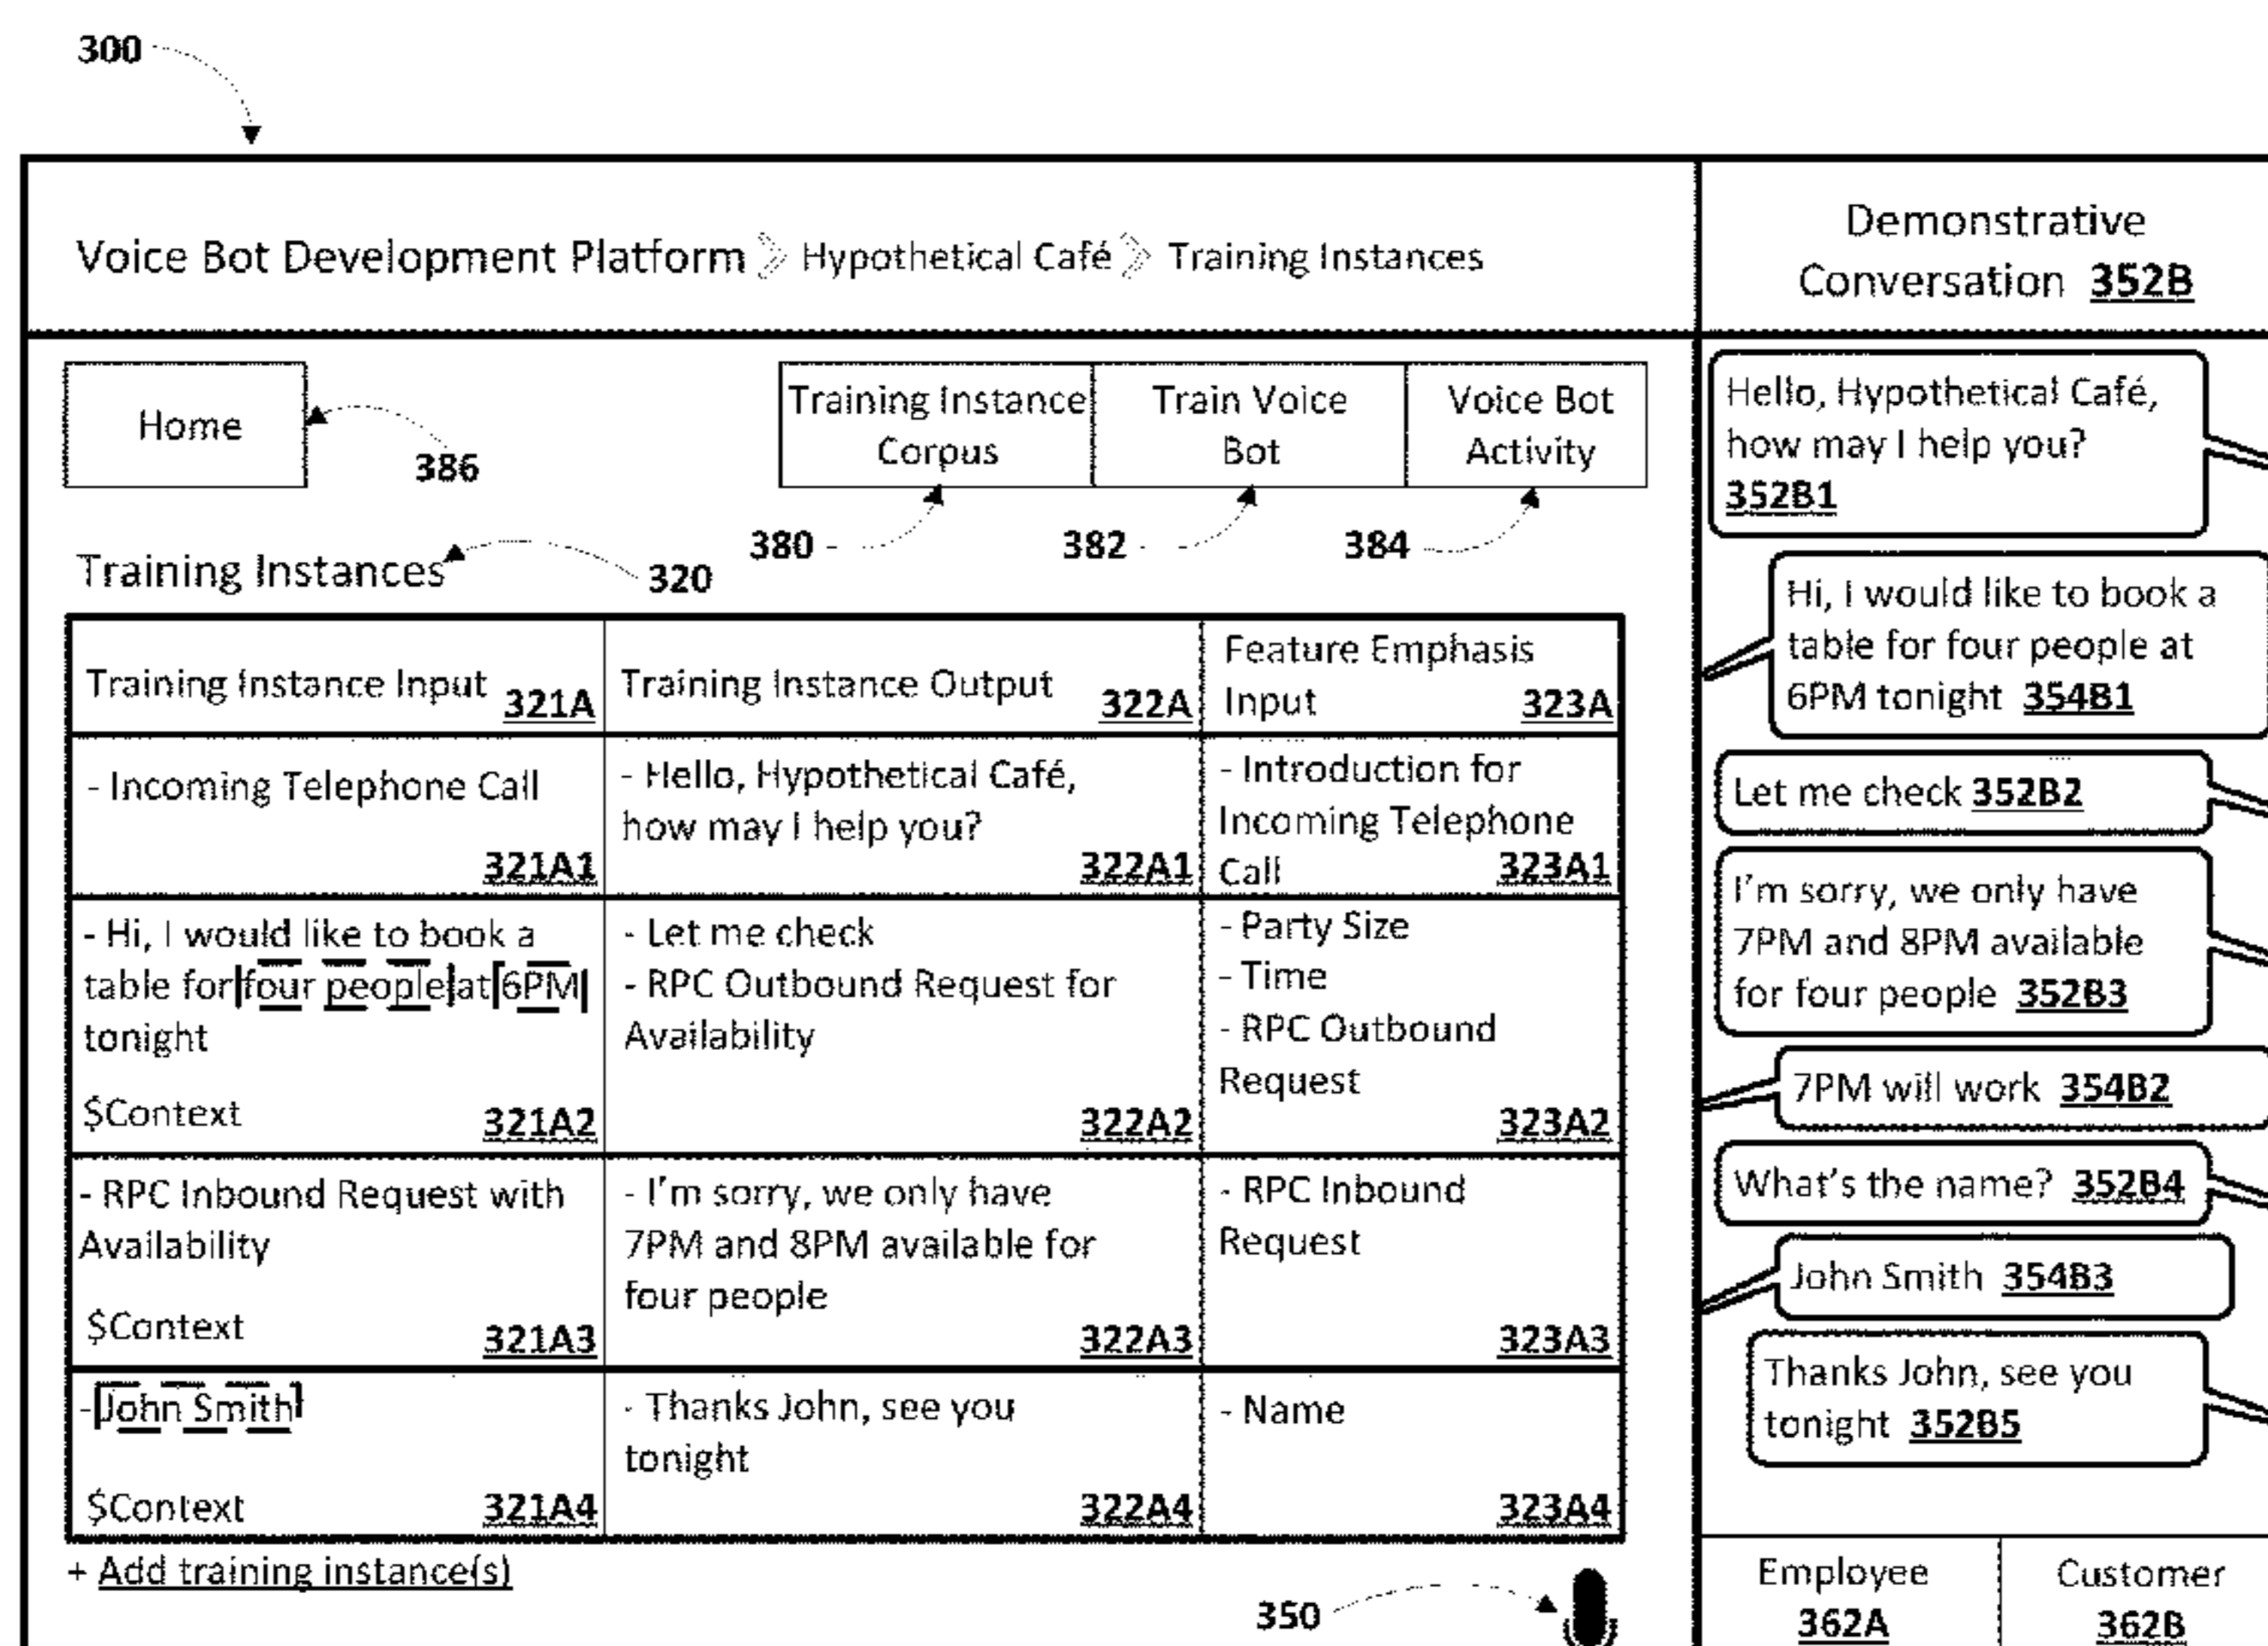 300
Voice Bot Development Platform » Hypothetical Café » Training Instances
Demonstrative
Conversation 352B
Home
386
Training Instance
Corpus
Train Voice
Bot
Voice Bot
Activity
380
382
384
Training Instances
320
Training Instance Input 321A
Training Instance Output 322A
Feature Emphasis
Input 323A
- Incoming Telephone Call
321A1
- Hello, Hypothetical Café,
how may I help you?
322A1
- Introduction for
Incoming Telephone
Call 323A1
- Hi, I would like to book a
table for four people at 6PM
tonight
$Context 321A2
- Let me check
- RPC Outbound Request for
Availability
322A2
- Party Size
- Time
- RPC Outbound
Request
323A2
- RPC Inbound Request with
Availability
$Context 321A3
- I'm sorry, we only have
7PM and 8PM available for
four people
322A3
- RPC Inbound
Request
323A3
- John Smith
$Context 321A4
- Thanks John, see you
tonight
322A4
- Name
323A4
+ Add training instance(s)
350
Hello, Hypothetical Café,
how may I help you?
352B1
Hi, I would like to book a
table for four people at
6PM tonight 354B1
Let me check 352B2
I'm sorry, we only have
7PM and 8PM available
for four people 352B3
7PM will work 354B2
What's the name? 352B4
John Smith 354B3
Thanks John, see you
tonight 352B5
Employee
362A
Customer
362B